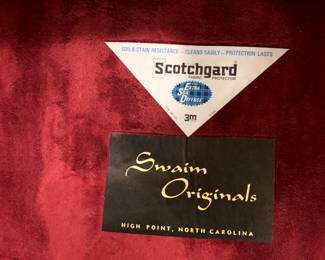 SOIL & STAIN RESISTANCE — CLEANS EASILY — PROTECTION LASTS
Scotchgard
FABRIC PROTECTOR
EXTRA
SOIL
DEFENSE
3m
Swaim
Originals
HIGH POINT, NORTH CAROLINA